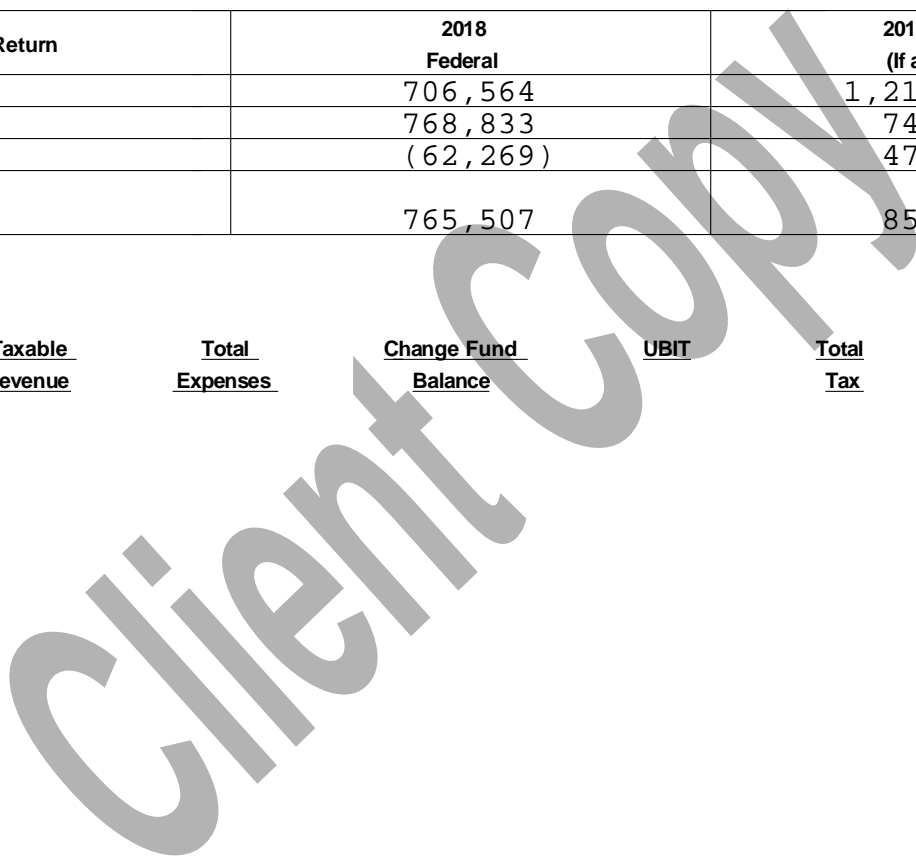 Return 2018 201
Federal (If a
706,564 1,21
768,833 74
(62,269) 47
765,507 85
Taxable Total Change Fund UBIT Total
evenue Expenses Balance Tax
Client Copy